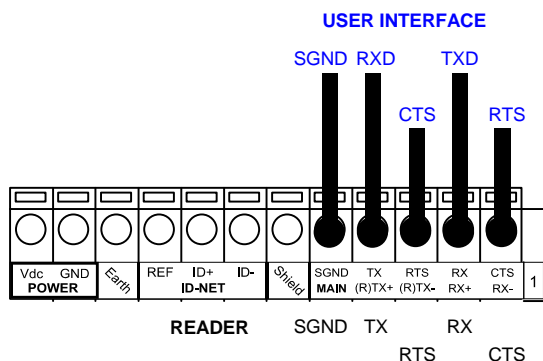 USER INTERFACE
SGND RXD TXD
CTS RTS
Vdc GND Earth REF ID+ ID- Shield SGND TX RTS RX CTS 1
POWER ID-NET MAIN (R)TX+ (R)TX- RX+ RX-
READER SGND TX RX
RTS CTS